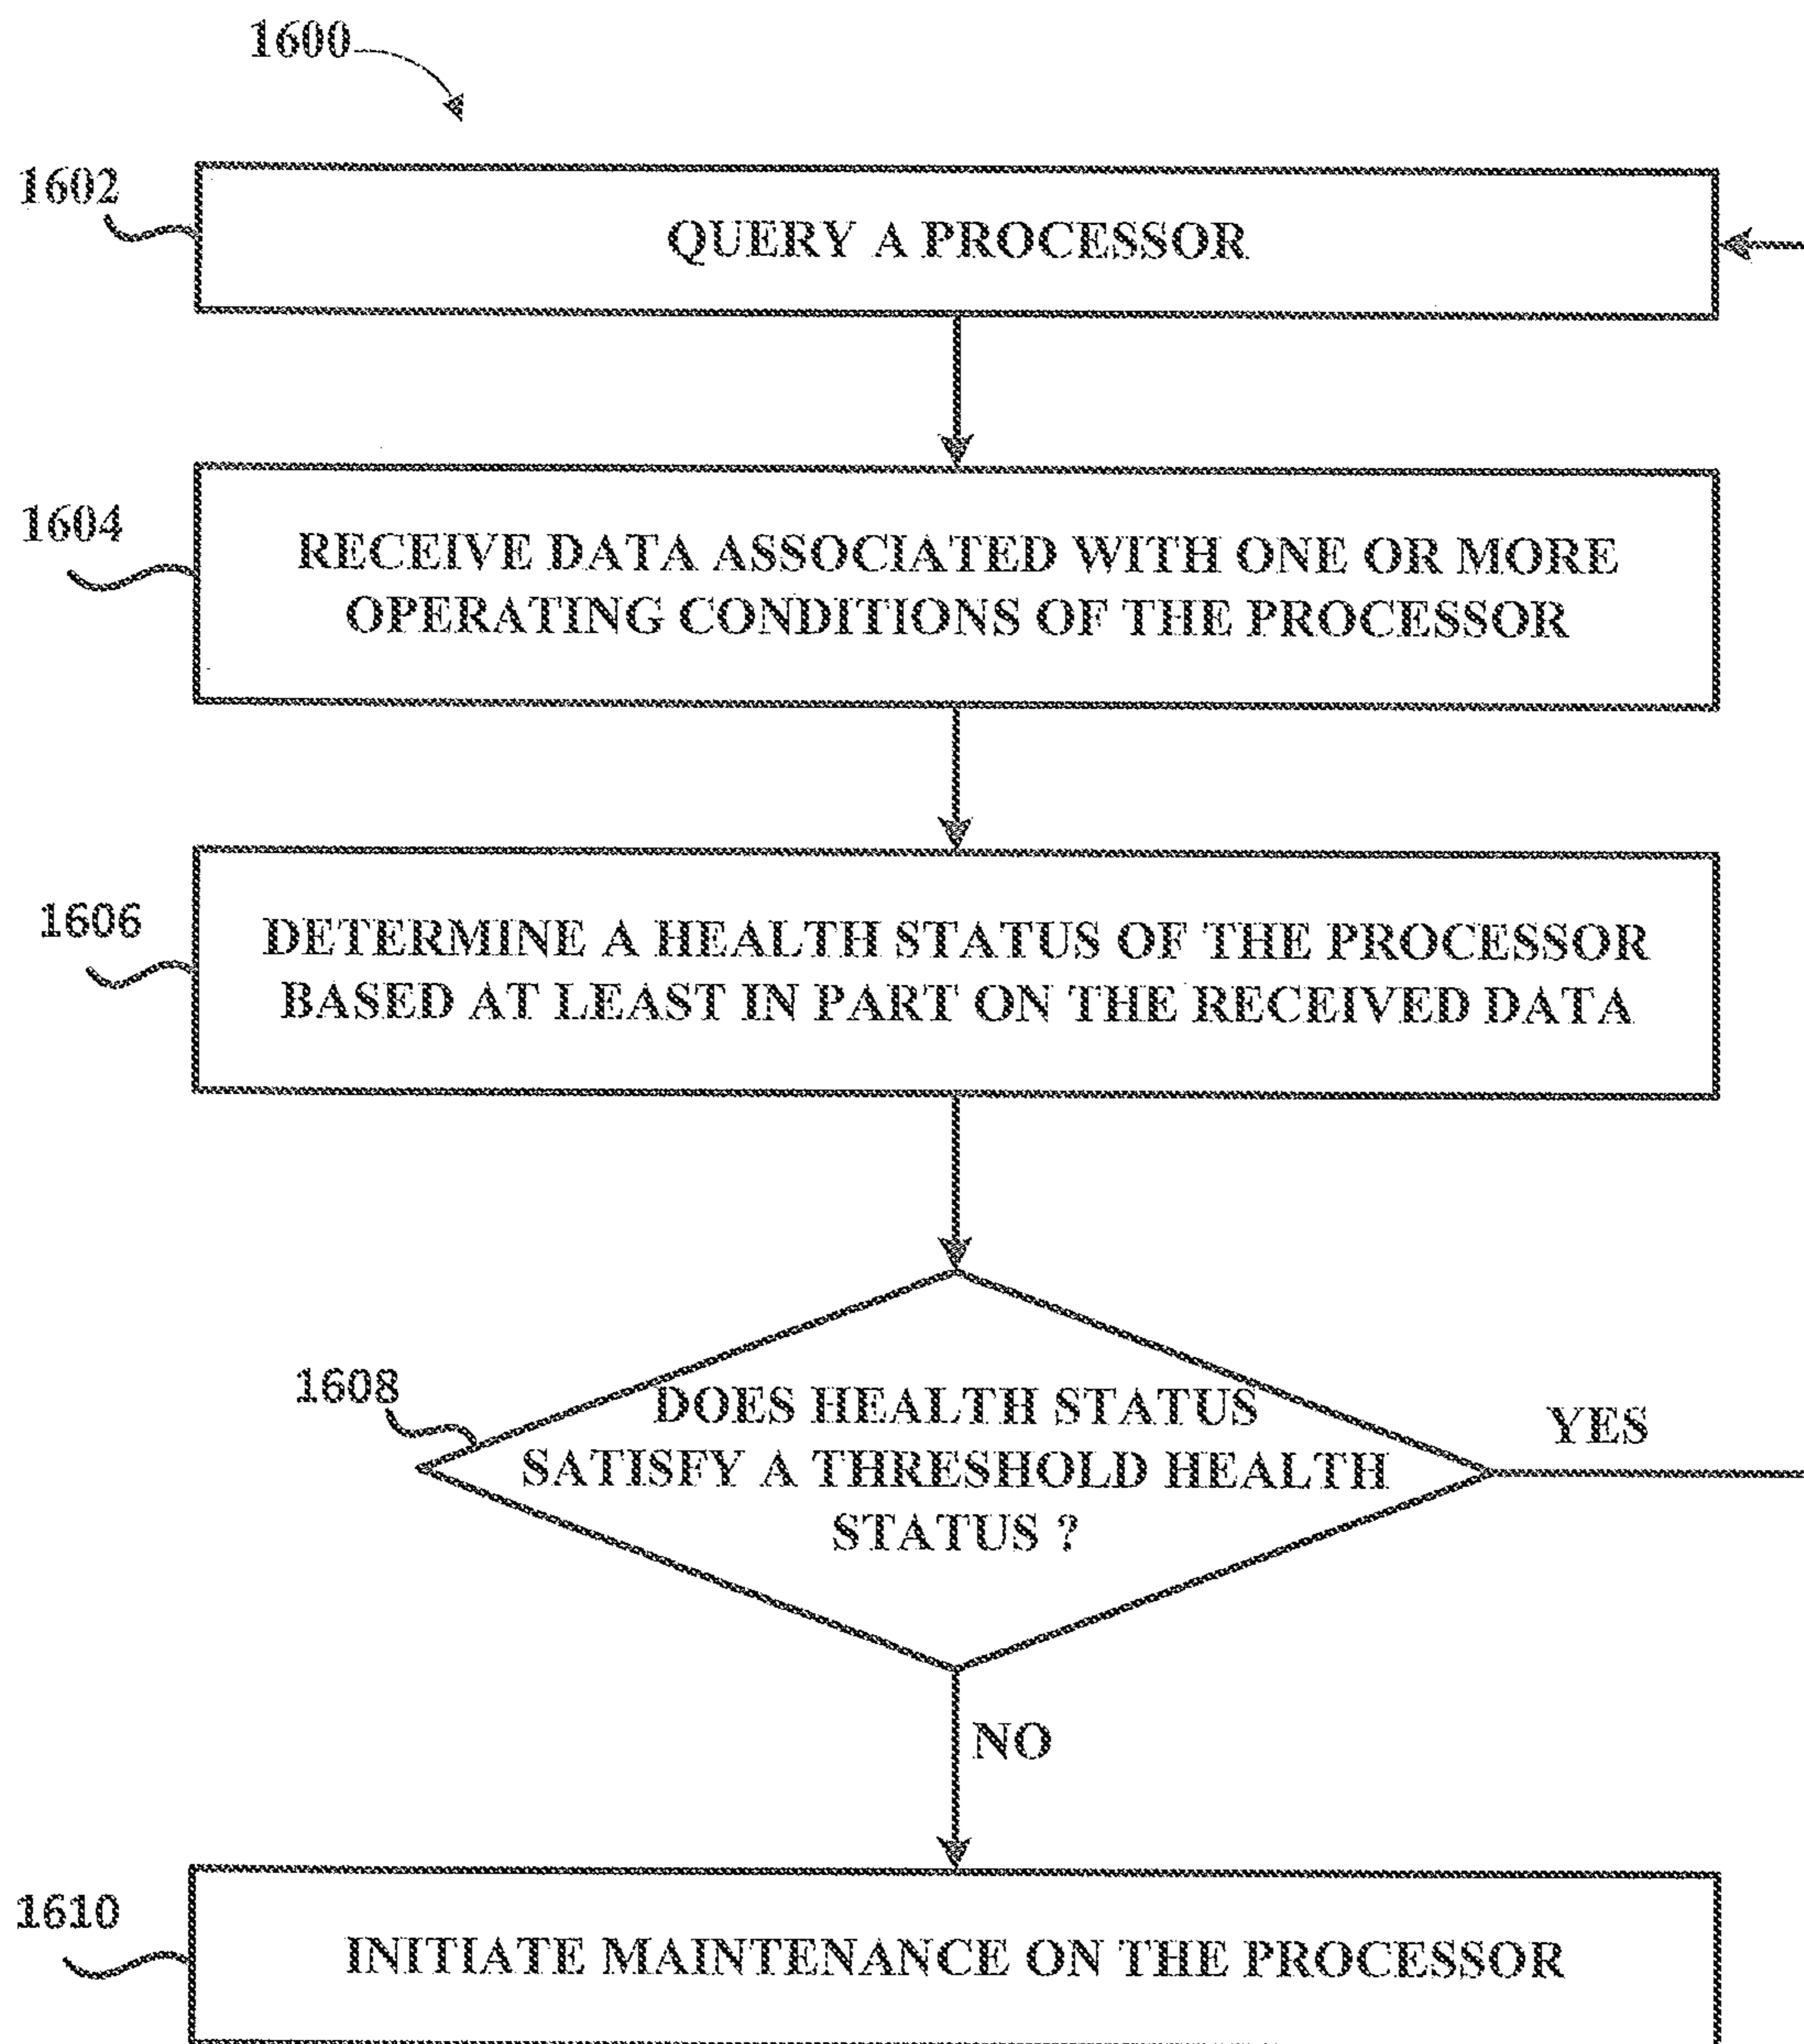 1600
1602
QUERY A PROCESSOR
1604
RECEIVE DATA ASSOCIATED WITH ONE OR MORE
OPERATING CONDITIONS OF THE PROCESSOR
1606
DETERMINE A HEALTH STATUS OF THE PROCESSOR
BASED AT LEAST IN PART ON THE RECEIVED DATA
1608
DOES HEALTH STATUS
SATISFY A THRESHOLD HEALTH
STATUS ?
YES
NO
1610
INITIATE MAINTENANCE ON THE PROCESSOR